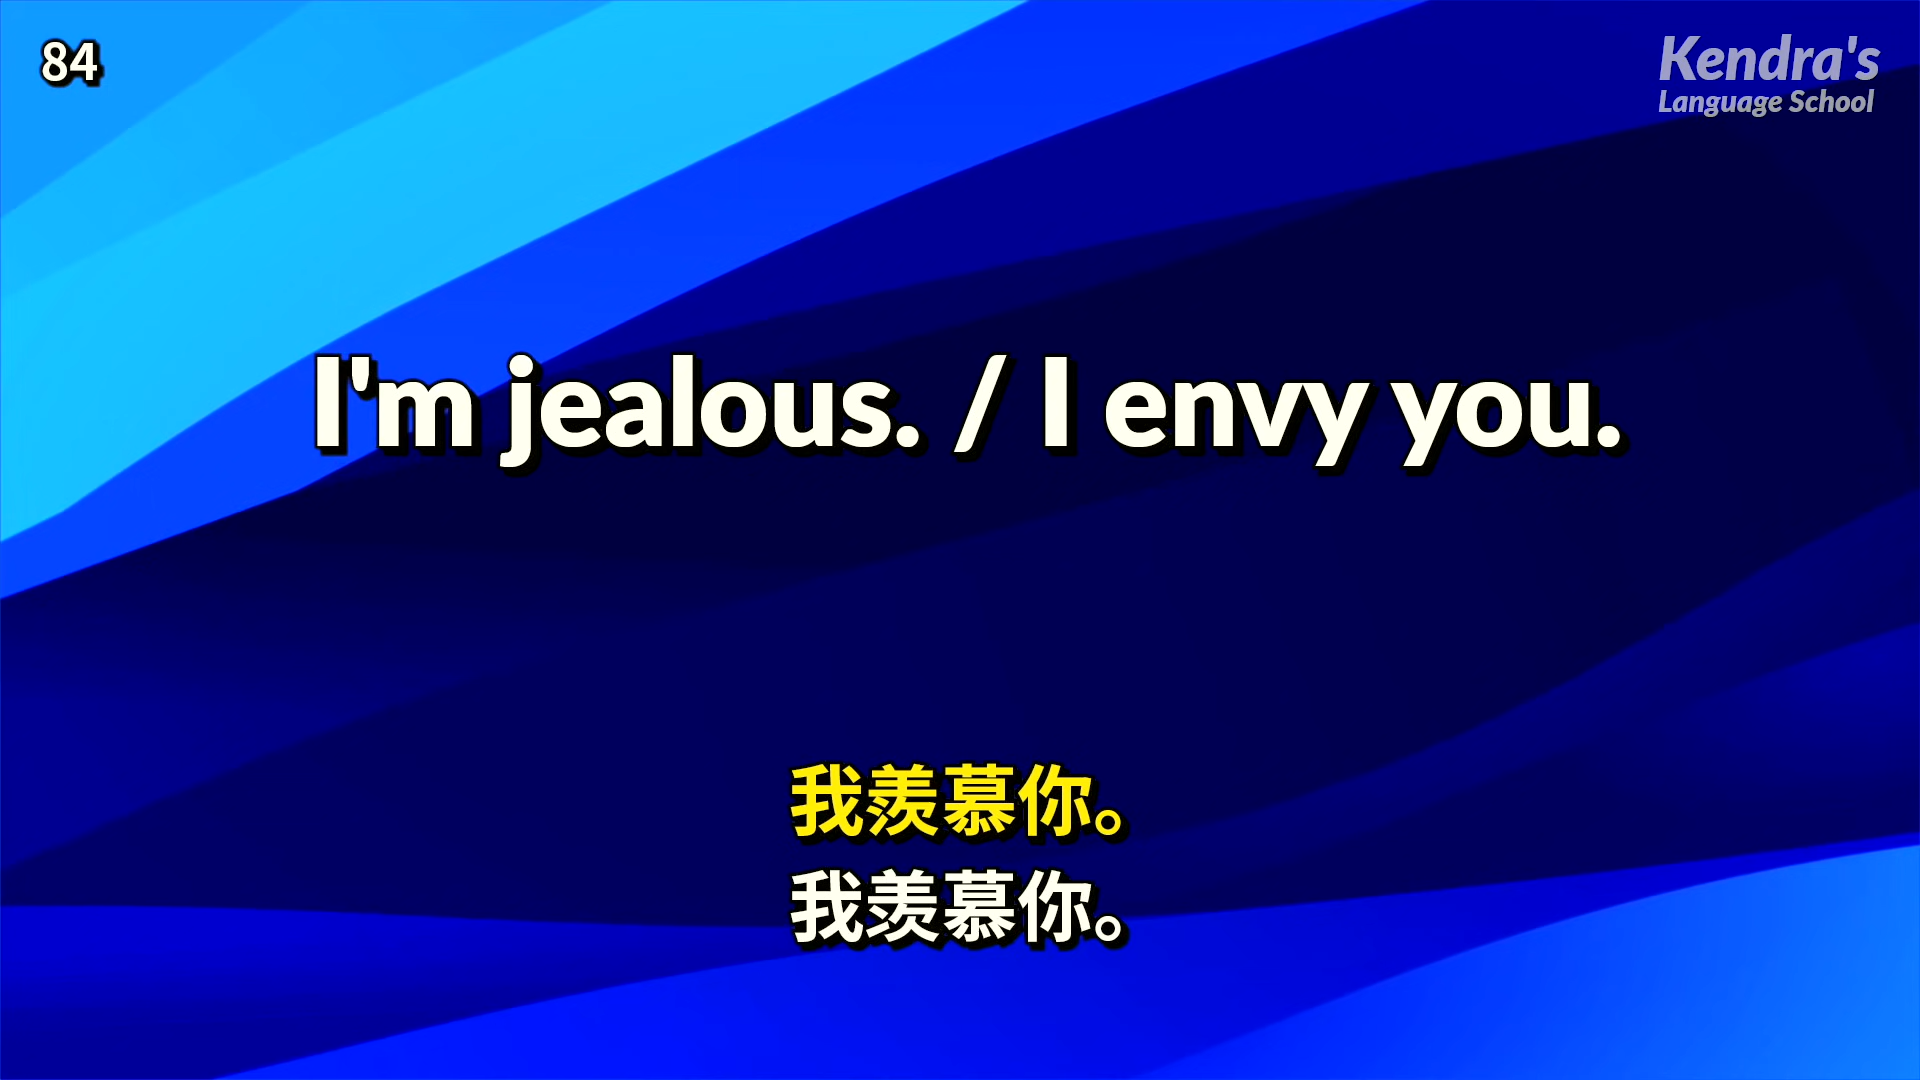 84
Kendra's
Language School
I'm jealous. / I envy you.
我羡慕你。
我羡慕你。